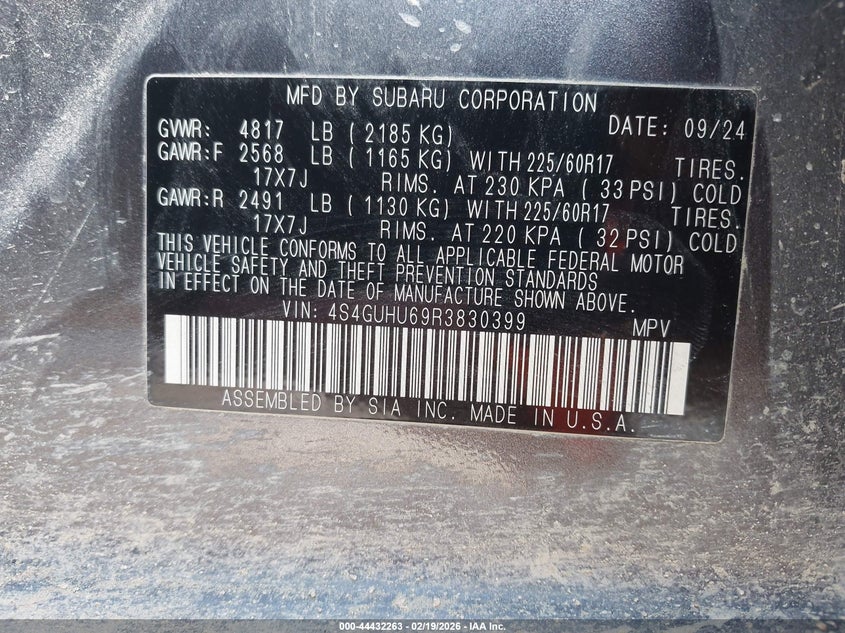 MFD BY SUBARU CORPORATION
GVWR: 4817 LB ( 2185 KG) DATE: 09/24
GAWR:F 2568 LB ( 1165 KG) WITH 225/60R17 TIRES.
17X7J RIMS. AT 230 KPA ( 33 PSI) COLD
GAWR:R 2491 LB ( 1130 KG) WITH 225/60R17 TIRES.
17X7J RIMS. AT 220 KPA ( 32 PSI) COLD
THIS VEHICLE CONFORMS TO ALL APPLICABLE FEDERAL MOTOR
VEHICLE SAFETY AND THEFT PREVENTION STANDARDS
IN EFFECT ON THE DATE OF MANUFACTURE SHOWN ABOVE.
VIN: 4S4GUHU69R3830399 MPV
ASSEMBLED BY SIA INC. MADE IN U.S.A.
000-44432263 - 02/19/2026 - IAA Inc.